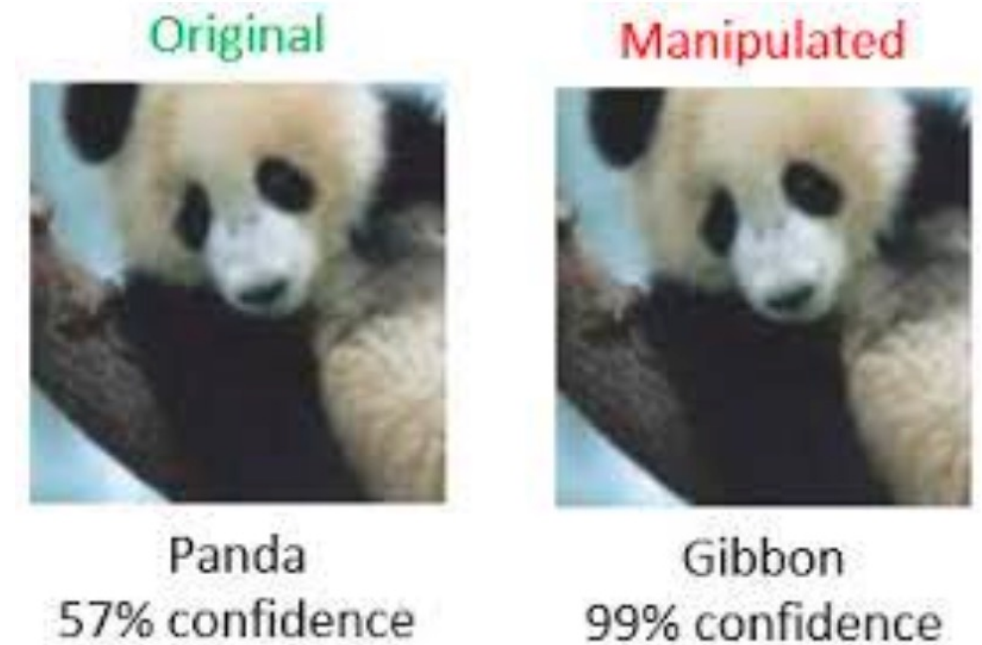 Original
Manipulated
Panda
57% confidence
Gibbon
99% confidence